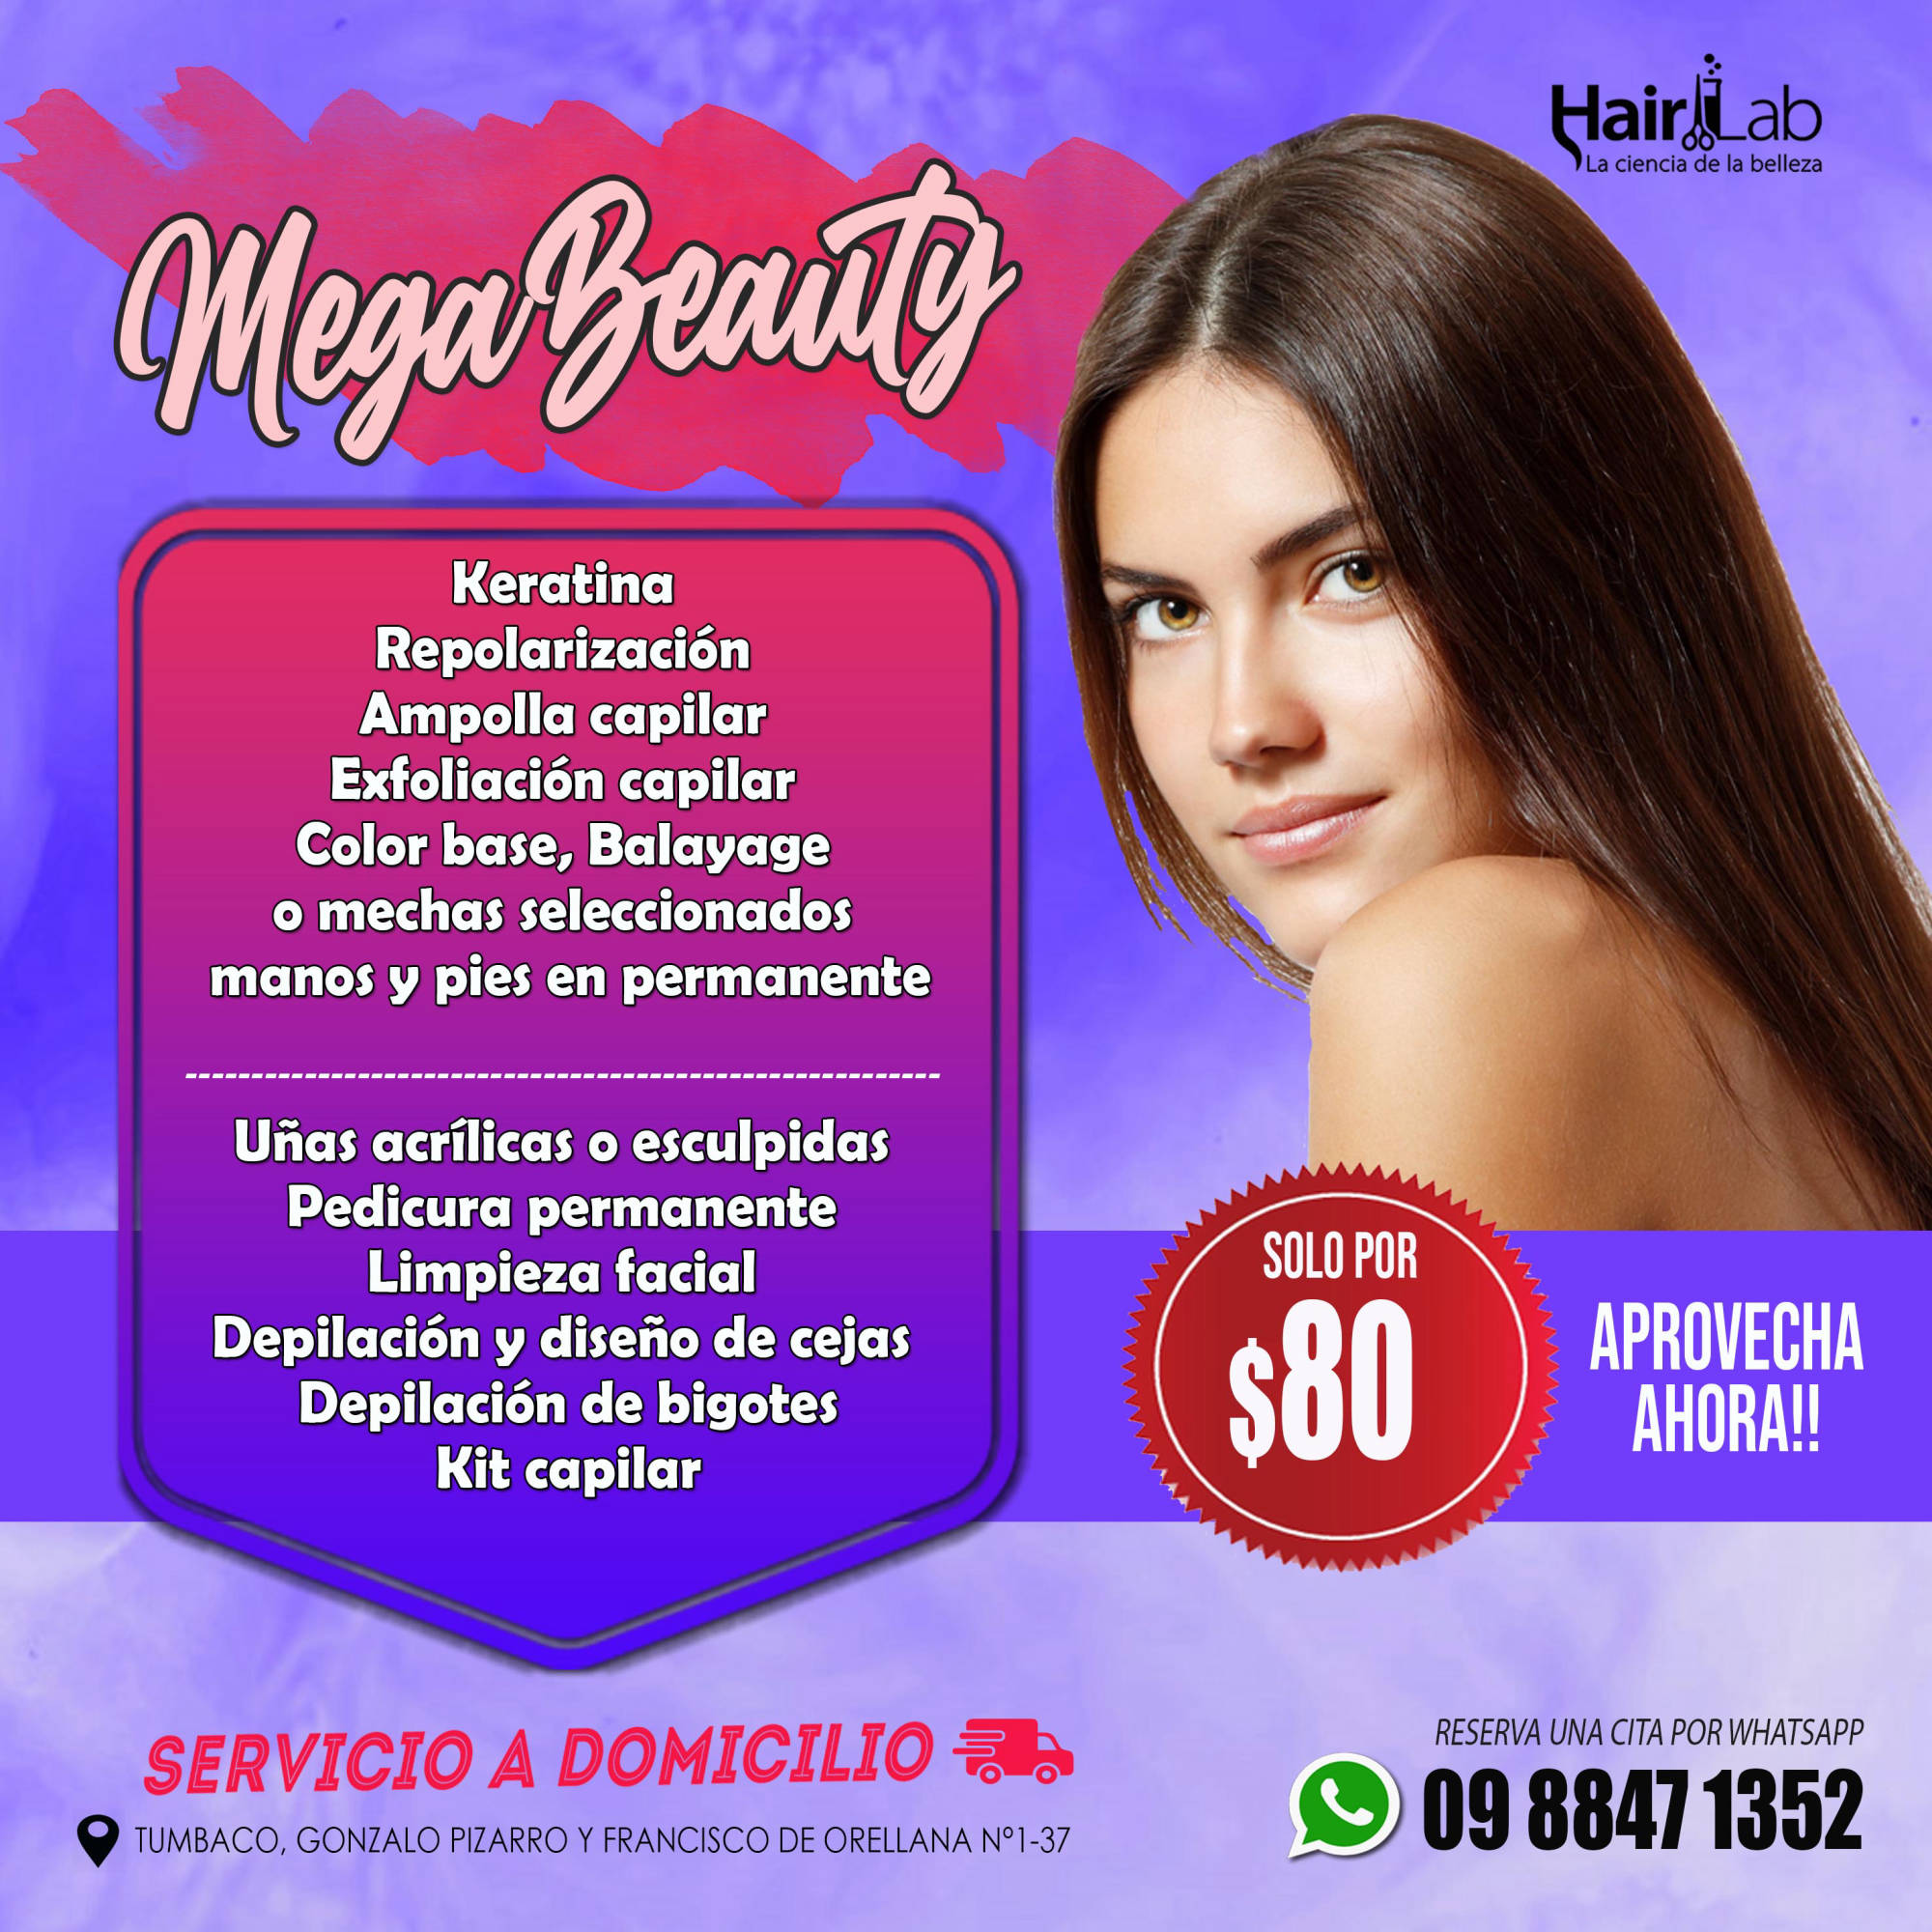 HairLab
La ciencia de la belleza
Mega Beauty
Keratina
Repolarización
Ampolla capilar
Exfoliación capilar
Color base, Balayage
o mechas seleccionados
manos y pies en permanente
---------------------------------------------------------
Uñas acrílicas o esculpidas
Pedicura permanente
Limpieza facial
Depilación y diseño de cejas
Depilación de bigotes
Kit capilar
SOLO POR
$80
APROVECHA
AHORA!!
SERVICIO A DOMICILIO
TUMBACO, GONZALO PIZARRO Y FRANCISCO DE ORELLANA Nº1-37
RESERVA UNA CITA POR WHATSAPP
09 8847 1352